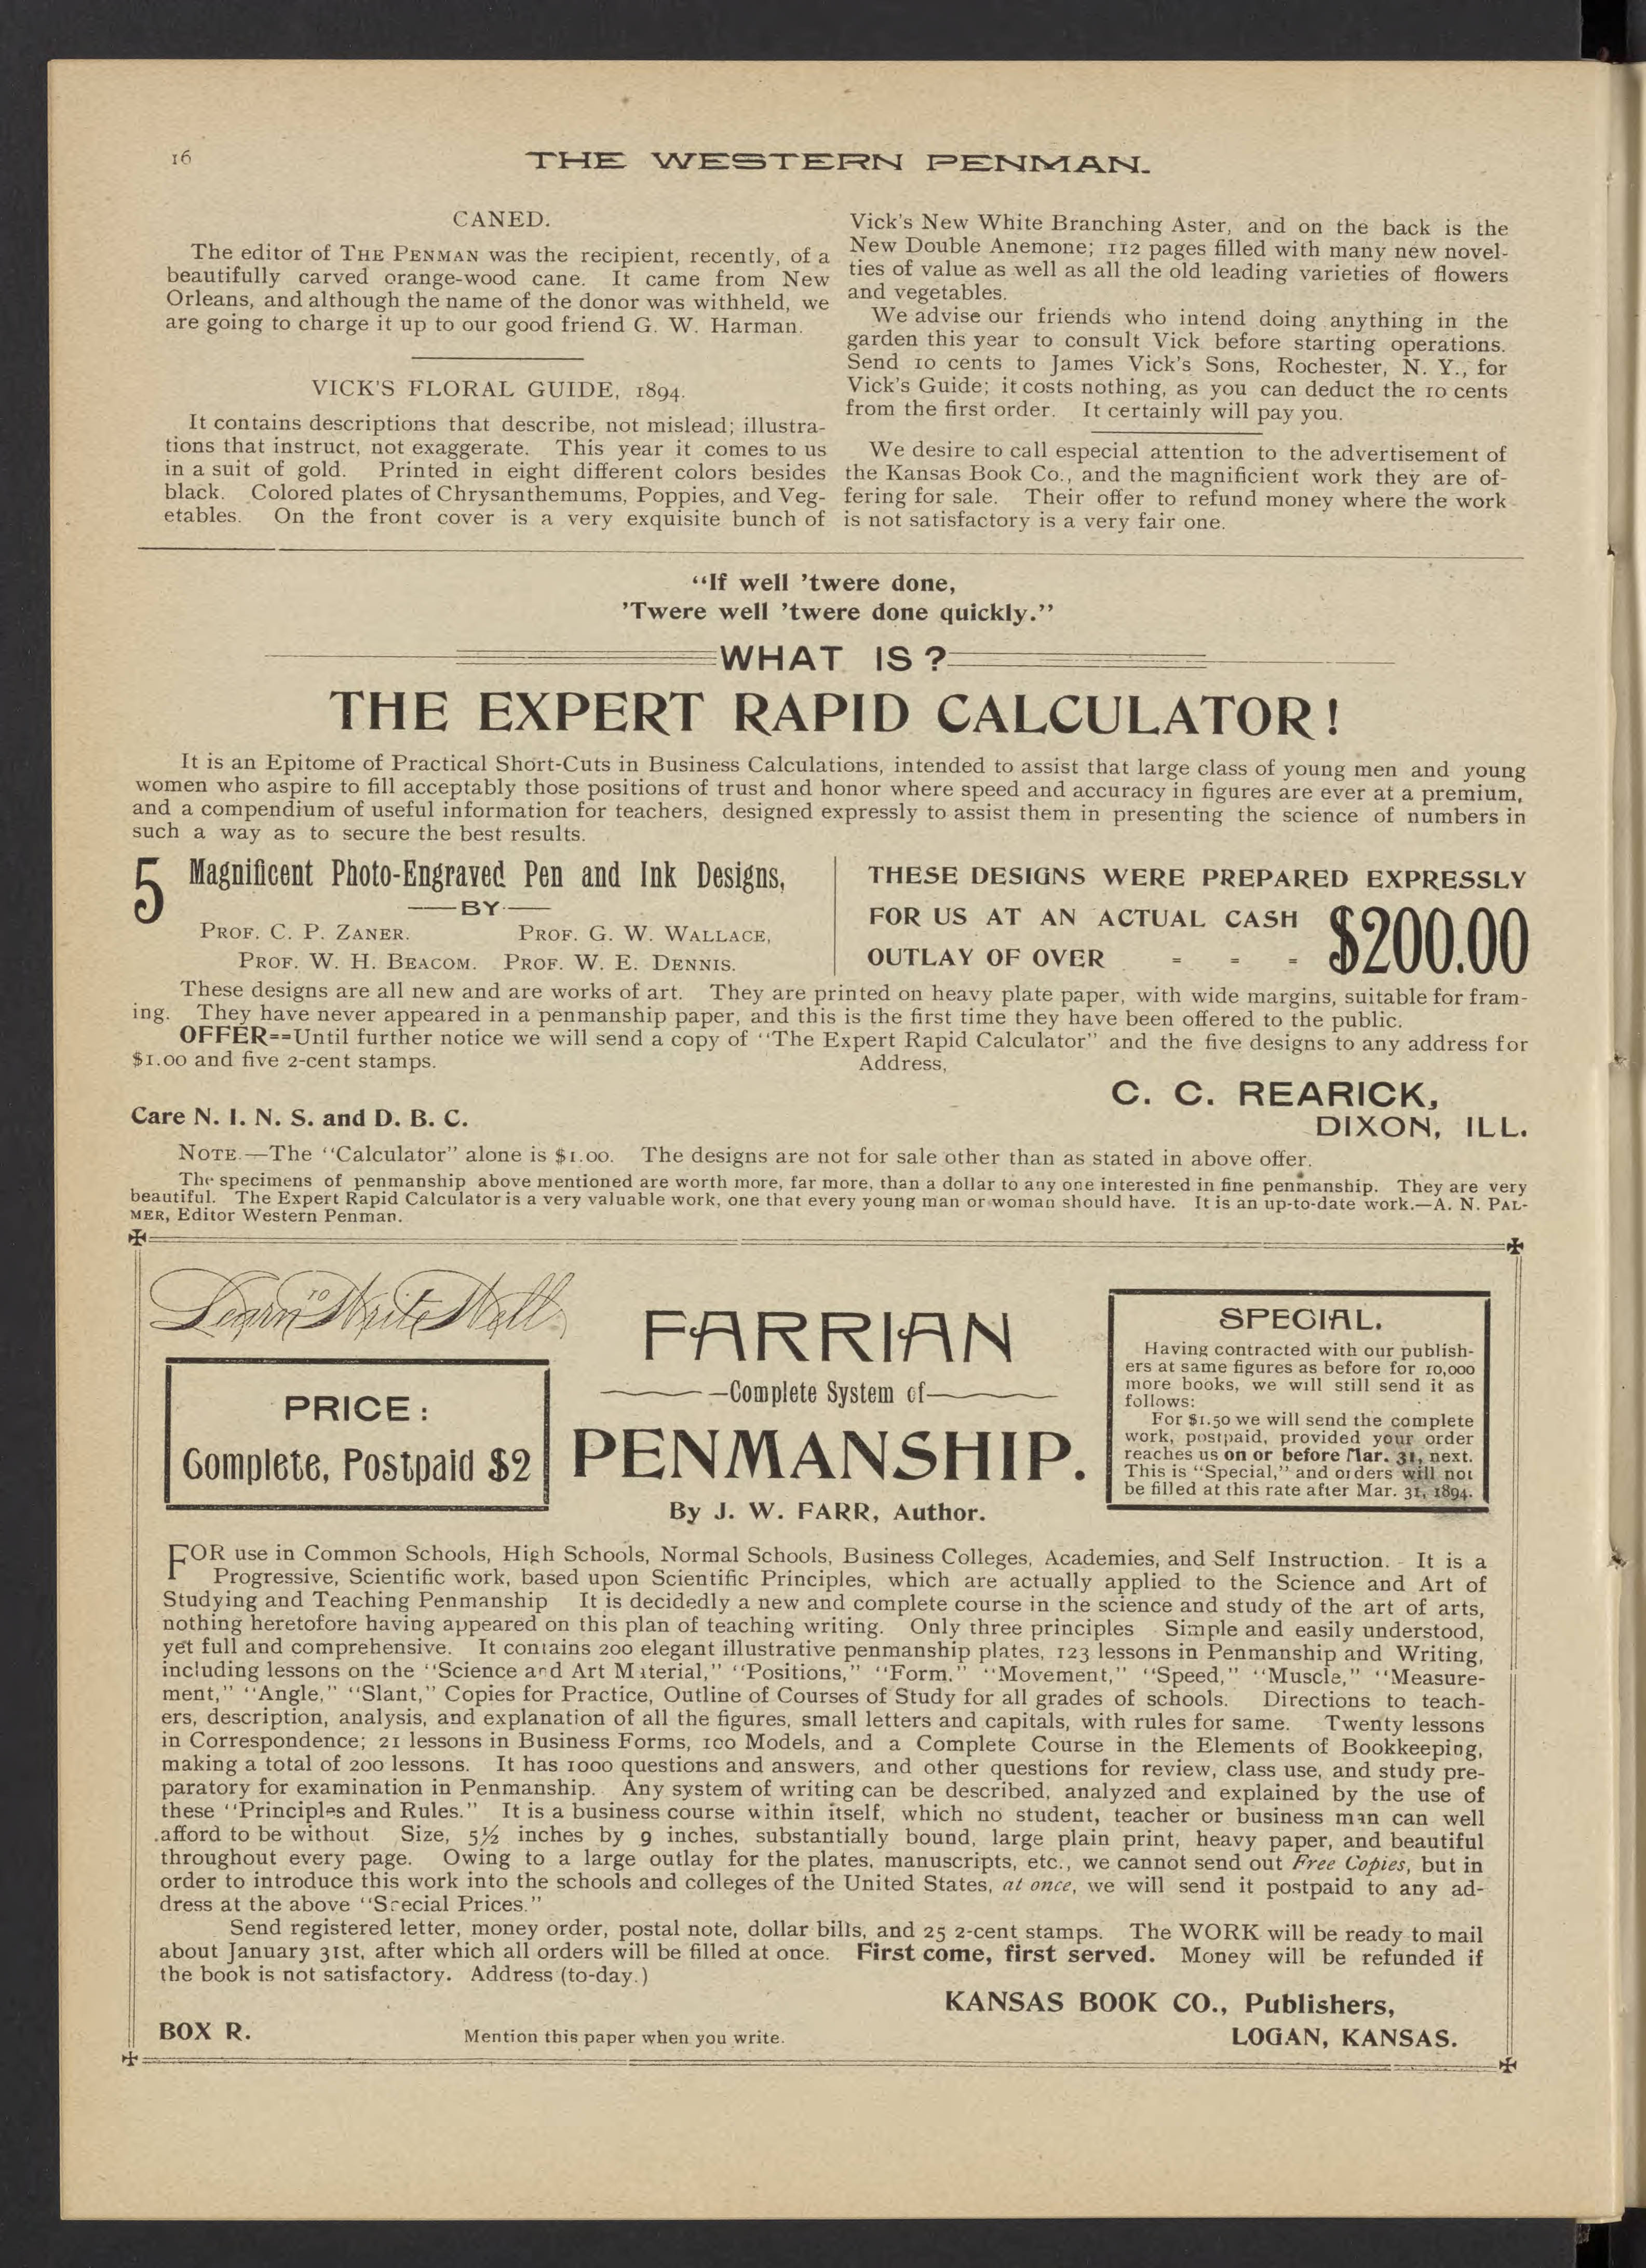 16
THE WESTERN PENMAN.
CANED.
The editor of THE PENMAN was the recipient, recently, of a
beautifully carved orange-wood cane. It came from New
Orleans, and although the name of the donor was withheld, we
are going to charge it up to our good friend G. W. Harman.
VICK'S FLORAL GUIDE, 1894.
It contains descriptions that describe, not mislead; illustra-
tions that instruct, not exaggerate. This year it comes to us
in a suit of gold. Printed in eight different colors besides
black. Colored plates of Chrysanthemums, Poppies, and Veg-
etables. On the front cover is a very exquisite bunch of
Vick's New White Branching Aster, and on the back is the
New Double Anemone; 112 pages filled with many new novel-
ties of value as well as all the old leading varieties of flowers
and vegetables.
We advise our friends who intend doing anything in the
garden this year to consult Vick before starting operations.
Send 10 cents to James Vick's Sons, Rochester, N. Y., for
Vick's Guide; it costs nothing, as you can deduct the 10 cents
from the first order. It certainly will pay you.
We desire to call especial attention to the advertisement of
the Kansas Book Co., and the magnificient work they are of-
fering for sale. Their offer to refund money where the work
is not satisfactory is a very fair one.
“If well ’twere done,
’Twere well ’twere done quickly.”
WHAT IS?
THE EXPERT RAPID CALCULATOR!
It is an Epitome of Practical Short-Cuts in Business Calculations, intended to assist that large class of young men and young
women who aspire to fill acceptably those positions of trust and honor where speed and accuracy in figures are ever at a premium,
and a compendium of useful information for teachers, designed expressly to assist them in presenting the science of numbers in
such a way as to secure the best results.
5 Magnificent Photo-Engraved Pen and Ink Designs,
—BY—
PROF. C. P. ZANER. PROF. G. W. WALLACE,
PROF. W. H. BEACOM. PROF. W. E. DENNIS.
THESE DESIGNS WERE PREPARED EXPRESSLY
FOR US AT AN ACTUAL CASH
OUTLAY OF OVER - - - $200.00
These designs are all new and are works of art. They are printed on heavy plate paper, with wide margins, suitable for fram-
ing. They have never appeared in a penmanship paper, and this is the first time they have been offered to the public.
OFFER==Until further notice we will send a copy of "The Expert Rapid Calculator" and the five designs to any address for
$1.00 and five 2-cent stamps. Address,
C. C. REARICK,
Care N. I. N. S. and D. B. C.
DIXON, ILL.
NOTE.—The "Calculator" alone is $1.00. The designs are not for sale other than as stated in above offer.
The specimens of penmanship above mentioned are worth more, far more, than a dollar to any one interested in fine penmanship. They are very
beautiful. The Expert Rapid Calculator is a very valuable work, one that every young man or woman should have. It is an up-to-date work.—A. N. PAL-
MER, Editor Western Penman.
Learn to Write Well
PRICE:
Complete, Postpaid $2
FARRIAN
—Complete System of—
PENMANSHIP.
By J. W. FARR, Author.
SPECIAL.
Having contracted with our publish-
ers at same figures as before for 10,000
more books, we will still send it as
follows:
For $1.50 we will send the complete
work, postpaid, provided your order
reaches us on or before Mar. 31, next.
This is "Special," and orders will not
be filled at this rate after Mar. 31, 1894.
FOR use in Common Schools, High Schools, Normal Schools, Business Colleges, Academies, and Self Instruction. It is a
Progressive, Scientific work, based upon Scientific Principles, which are actually applied to the Science and Art of
Studying and Teaching Penmanship It is decidedly a new and complete course in the science and study of the art of arts,
nothing heretofore having appeared on this plan of teaching writing. Only three principles Simple and easily understood,
yet full and comprehensive. It contains 200 elegant illustrative penmanship plates, 123 lessons in Penmanship and Writing,
including lessons on the "Science and Art Material," "Positions," "Form," "Movement," "Speed," "Muscle," "Measure-
ment," "Angle," "Slant," Copies for Practice, Outline of Courses of Study for all grades of schools. Directions to teach-
ers, description, analysis, and explanation of all the figures, small letters and capitals, with rules for same. Twenty lessons
in Correspondence; 21 lessons in Business Forms, 100 Models, and a Complete Course in the Elements of Bookkeeping,
making a total of 200 lessons. It has 1000 questions and answers, and other questions for review, class use, and study pre-
paratory for examination in Penmanship. Any system of writing can be described, analyzed and explained by the use of
these "Principles and Rules." It is a business course within itself, which no student, teacher or business man can well
afford to be without. Size, 5½ inches by 9 inches, substantially bound, large plain print, heavy paper, and beautiful
throughout every page. Owing to a large outlay for the plates, manuscripts, etc., we cannot send out Free Copies, but in
order to introduce this work into the schools and colleges of the United States, at once, we will send it postpaid to any ad-
dress at the above "Special Prices."
Send registered letter, money order, postal note, dollar bills, and 25 2-cent stamps. The WORK will be ready to mail
about January 31st, after which all orders will be filled at once. First come, first served. Money will be refunded if
the book is not satisfactory. Address (to-day.)
KANSAS BOOK CO., Publishers,
BOX R. Mention this paper when you write. LOGAN, KANSAS.